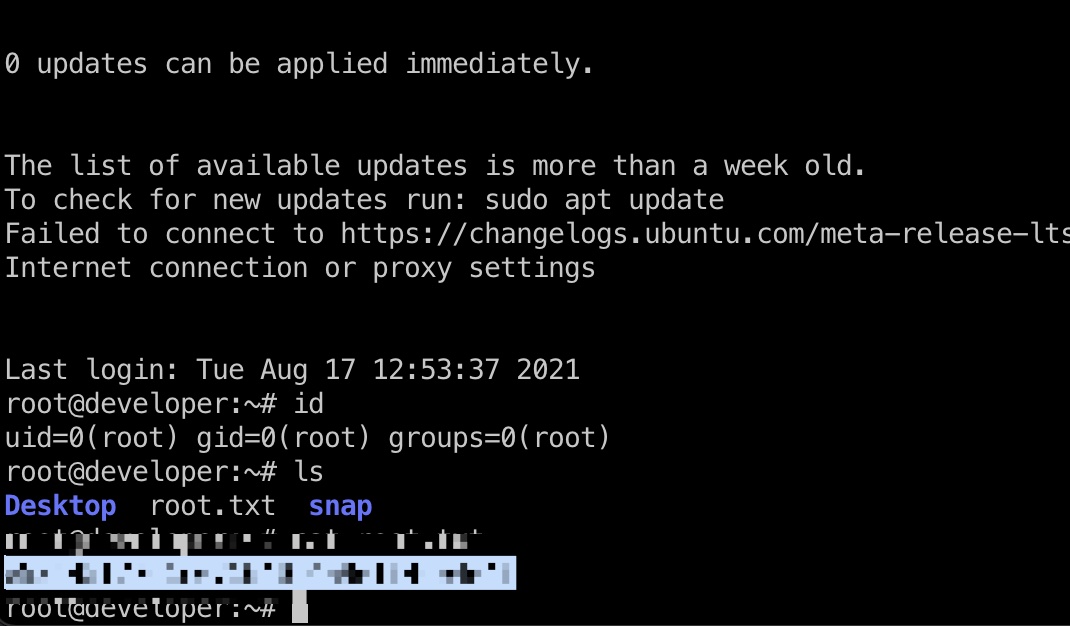 0 updates can be applied immediately.
The list of available updates is more than a week old.
To check for new updates run: sudo apt update
Failed to connect to https://changelogs.ubuntu.com/meta-release-lts
Internet connection or proxy settings
Last login: Tue Aug 17 12:53:37 2021
root@developer:~# id
uid=0(root) gid=0(root) groups=0(root)
root@developer:~# ls
Desktop root.txt snap
root@developer:~#